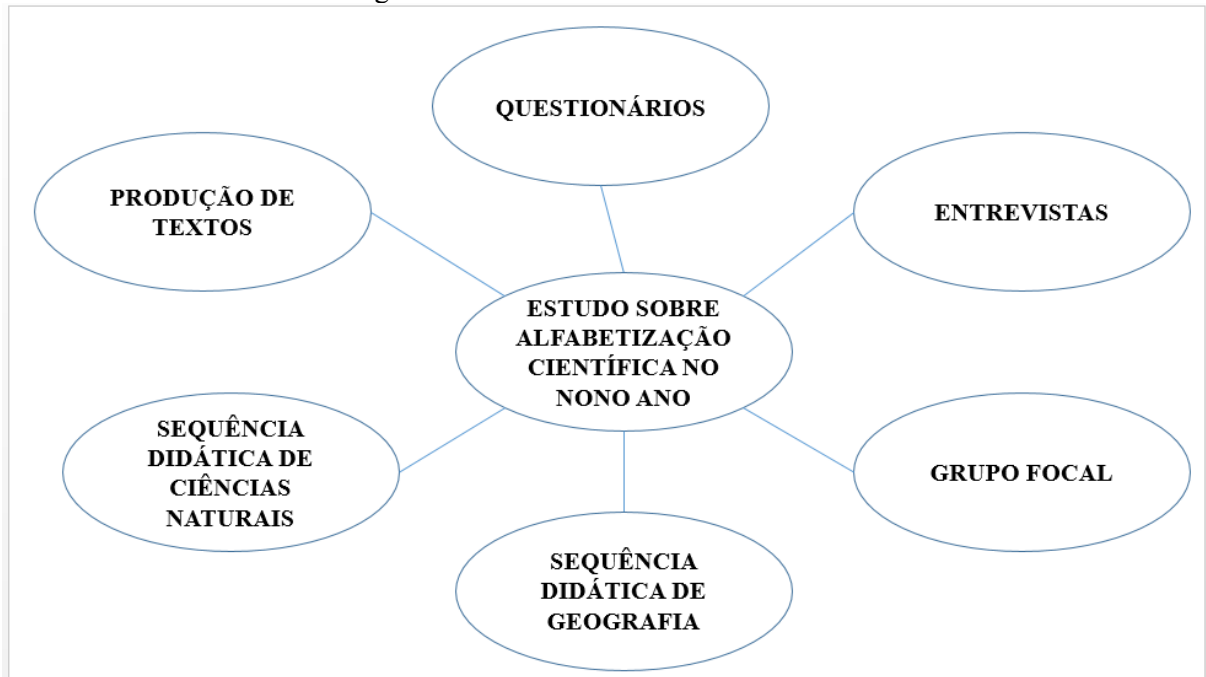 QUESTIONÁRIOS
PRODUÇÃO DE
TEXTOS
ENTREVISTAS
ESTUDO SOBRE
ALFABETIZAÇÃO
CIENTÍFICA NO
NONO ANO
SEQUÊNCIA
DIDÁTICA DE
CIÊNCIAS
NATURAIS
GRUPO FOCAL
SEQUÊNCIA
DIDÁTICA DE
GEOGRAFIA